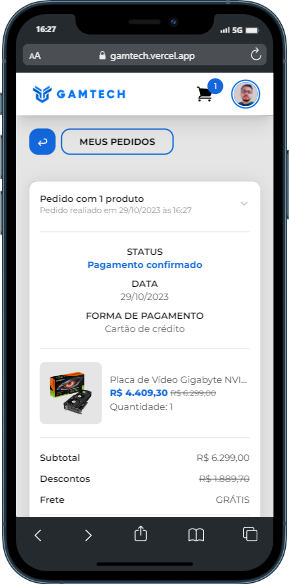 16:27
5G
AA gamtech.vercel.app
GAMTECH
1
MEUS PEDIDOS
Pedido com 1 produto
Pedido realiado em 29/10/2023 às 16:27
STATUS
Pagamento confirmado
DATA
29/10/2023
FORMA DE PAGAMENTO
Cartão de crédito
Placa de Vídeo Gigabyte NVI...
R$ 4.409,30 R$ 6.299,00
Quantidade: 1
Subtotal R$ 6.299,00
Descontos R$ 1.889,70
Frete GRÁTIS